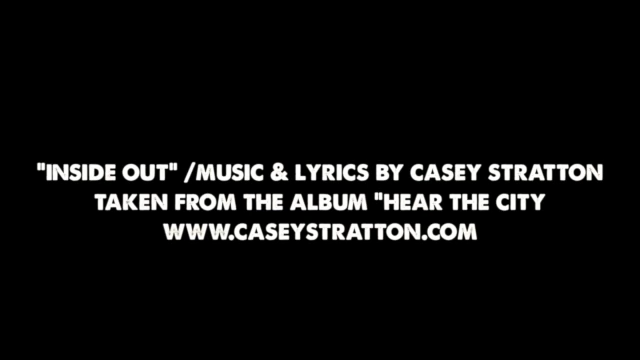 "INSIDE OUT" /MUSIC & LYRICS BY CASEY STRATTON
TAKEN FROM THE ALBUM "HEAR THE CITY
WWW.CASEYSTRATTON.COM